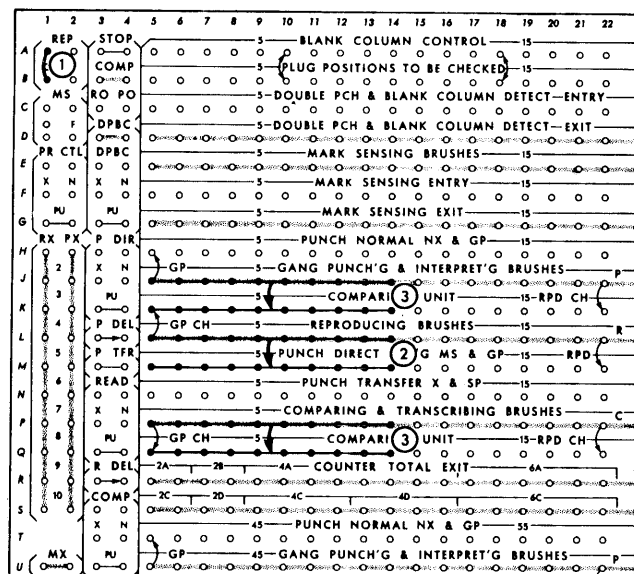 1 2 3 4 5 6 7 8 9 10 11 12 13 14 15 16 17 18 19 20 21 22
REP STOP 5 BLANK COLUMN CONTROL 15
A
1 COMP PLUG POSITIONS TO BE CHECKED
B
MS RO PO 5 DOUBLE PCH & BLANK COLUMN DETECT-ENTRY
C
F DPBC 5 DOUBLE PCH & BLANK COLUMN DETECT-EXIT
D
PR CTL DPBC 5 MARK SENSING BRUSHES 15
E
X N X N 5 MARK SENSING ENTRY 15
F
PU PU 5 MARK SENSING EXIT 15
G
RX PX P DIR 5 PUNCH NORMAL NX & GP 15
H
2 X N GP 5 GANG PUNCH'G & INTERPRET'G BRUSHES P
J
3 PU 5 COMPARI 3 UNIT 15 RPD CH
K
4 P DEL GP CH 5 REPRODUCING BRUSHES 15 R
L
5 P TFR 5 PUNCH DIRECT 2 G MS & GP 15 RPD
M
6 READ 5 PUNCH TRANSFER X & SP 15
N
7 X N 5 COMPARING & TRANSCRIBING BRUSHES C
P
8 PU GP CH 5 COMPARI 3 UNIT 15 RPD CH
Q
9 R DEL 2A 2B 4A COUNTER TOTAL EXIT 6A
R
10 COMP 2C 2D 4C 4D 6C
S
X N 45 PUNCH NORMAL NX & GP 55
T
MX PU GP 45 GANG PUNCH'G & INTERPRET'G BRUSHES P
U